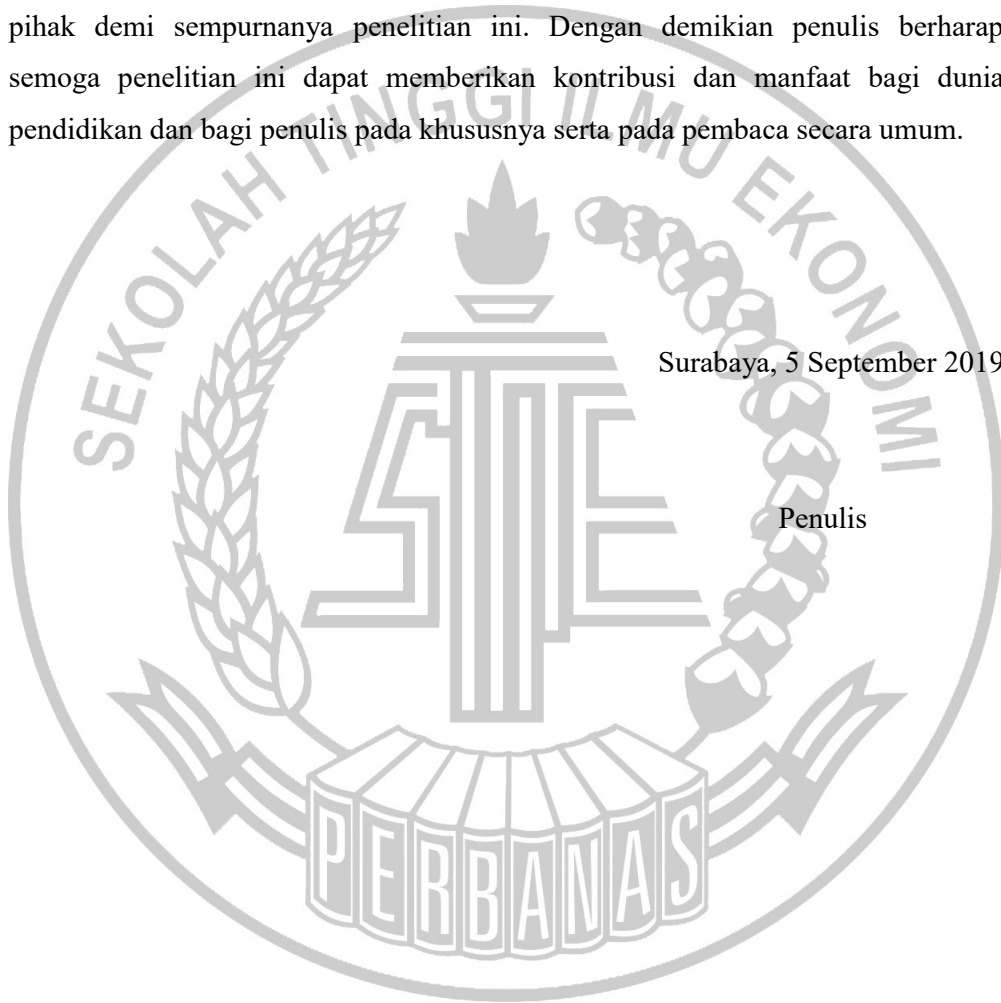 pihak demi sempurnanya penelitian ini. Dengan demikian penulis berharap
semoga penelitian ini dapat memberikan kontribusi dan manfaat bagi dunia
pendidikan dan bagi penulis pada khususnya serta pada pembaca secara umum.
SEKOLAH TINGGI ILMU EKONOMI
Surabaya, 5 September 2019
STIE
Penulis
PERBANAS